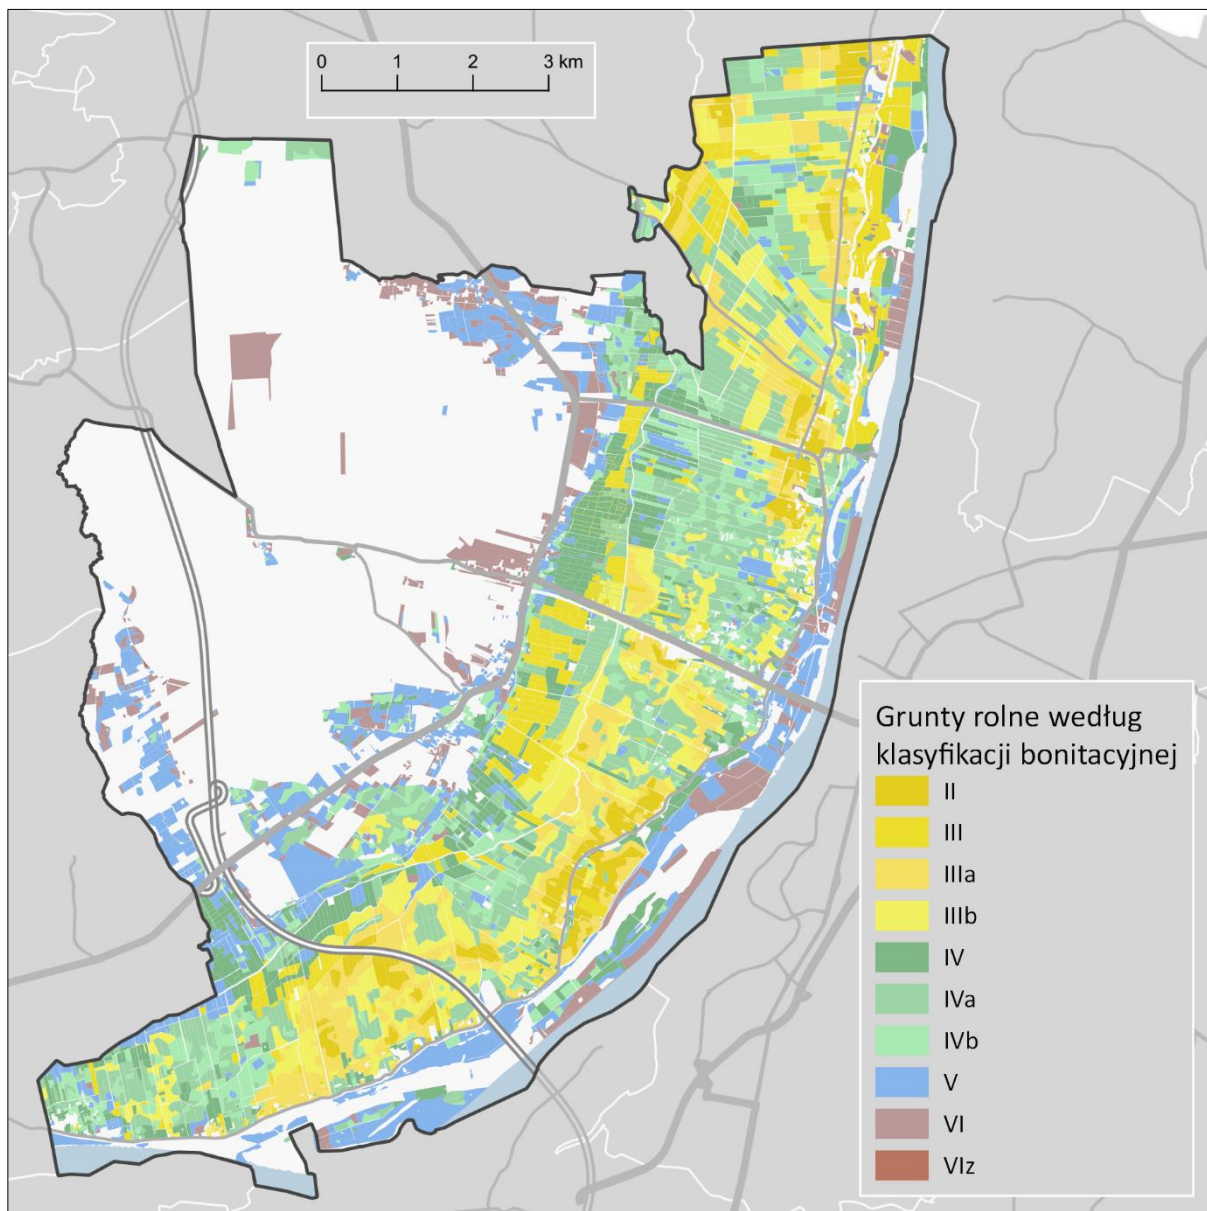 0 1 2 3 km
Grunty rolne według
klasyfikacji bonitacyjnej
II
III
IIIa
IIIb
IV
IVa
IVb
V
VI
VIz